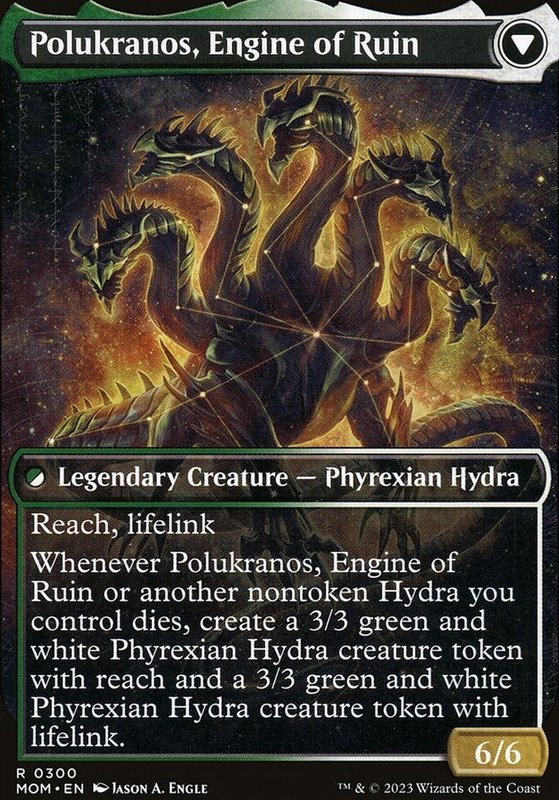 Polukranos, Engine of Ruin
Legendary Creature — Phyrexian Hydra
Reach, lifelink
Whenever Polukranos, Engine of
Ruin or another nontoken Hydra you
control dies, create a 3/3 green and
white Phyrexian Hydra creature token
with reach and a 3/3 green and white
Phyrexian Hydra creature token with
lifelink.
6/6
R 0300
MOM • EN Jason A. Engle
™ & © 2023 Wizards of the Coast